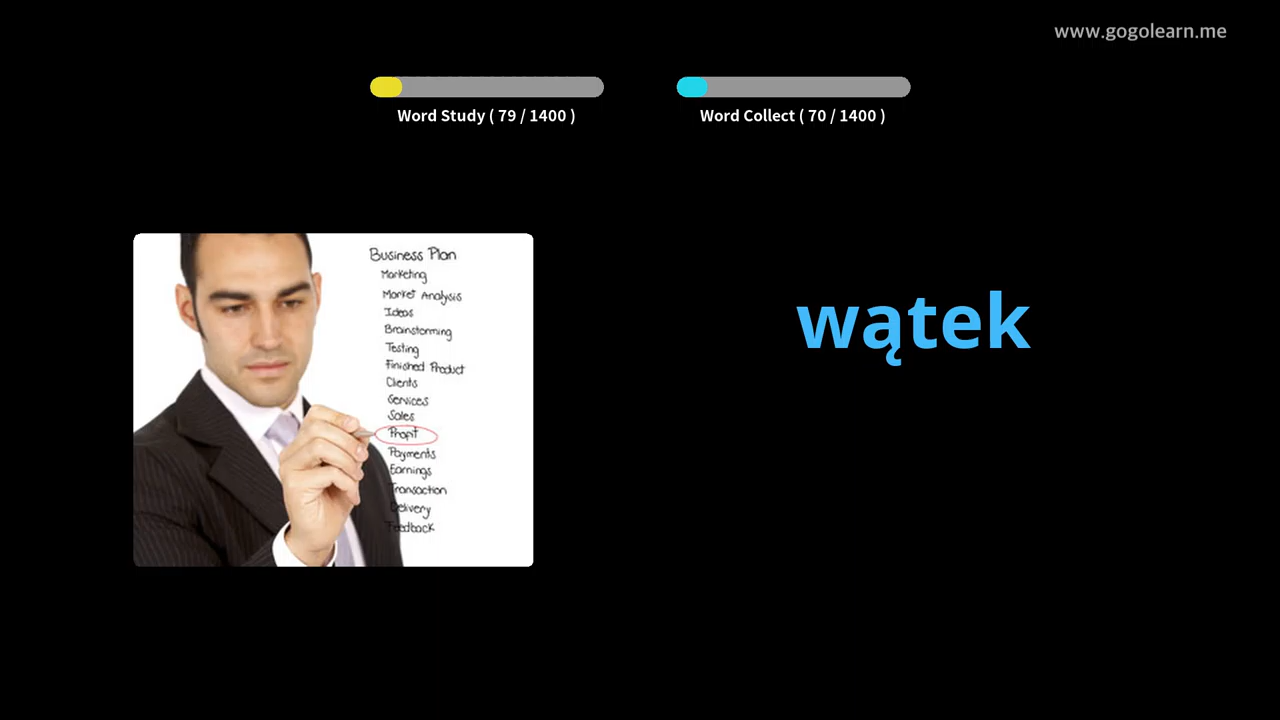 www.gogolearn.me
Word Study ( 79 / 1400 )
Word Collect ( 70 / 1400 )
Business Plan
Marketing
Market Analysis
Ideas
Brainstorming
Testing
Finished Product
Clients
Services
Sales
Profit
Payments
Earnings
Transaction
Delivery
Feedback
wątek